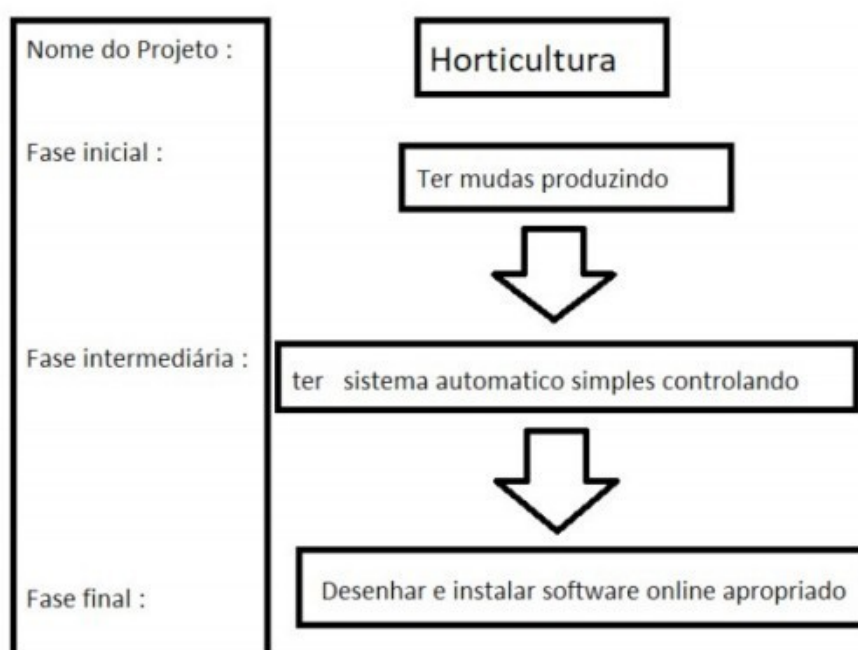 Nome do Projeto :
Horticultura
Fase inicial :
Ter mudas produzindo
Fase intermediária :
ter sistema automatico simples controlando
Fase final :
Desenhar e instalar software online apropriado